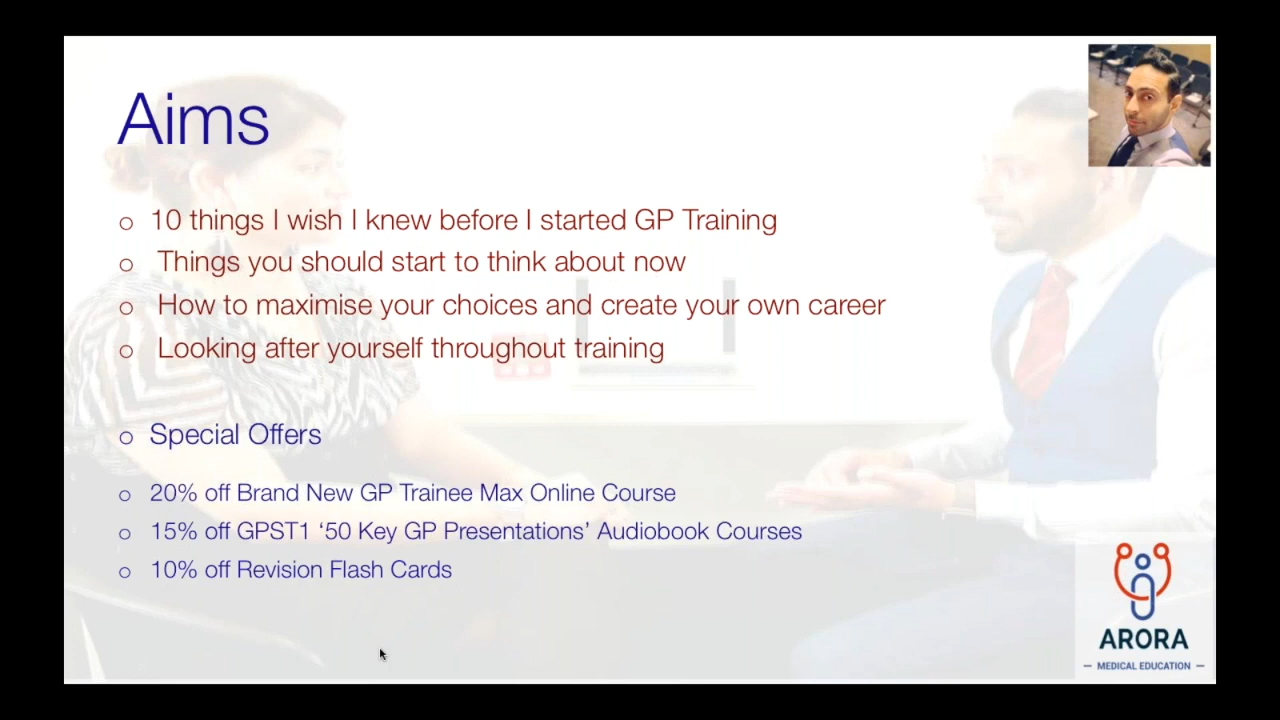 Aims
10 things I wish I knew before I started GP Training
Things you should start to think about now
How to maximise your choices and create your own career
Looking after yourself throughout training
Special Offers
20% off Brand New GP Trainee Max Online Course
15% off GPST1 ‘50 Key GP Presentations’ Audiobook Courses
10% off Revision Flash Cards
ARORA
MEDICAL EDUCATION